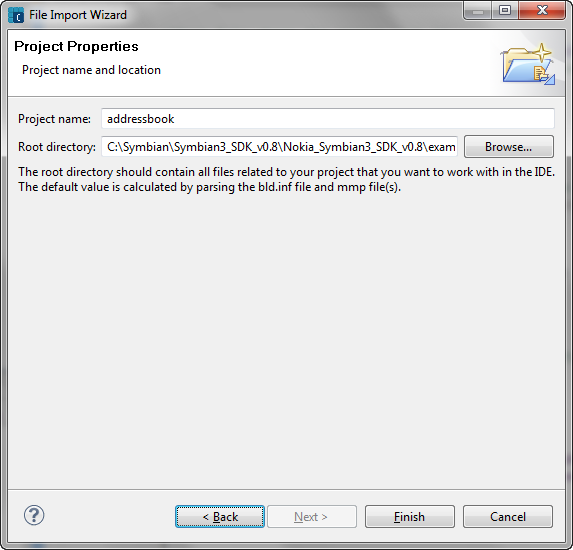 File Import Wizard
Project Properties
Project name and location
Project name: addressbook
Root directory: C:\Symbian\Symbian3_SDK_v0.8\Nokia_Symbian3_SDK_v0.8\exam Browse...
The root directory should contain all files related to your project that you want to work with in the IDE.
The default value is calculated by parsing the bld.inf file and mmp file(s).
? < Back Next > Finish Cancel